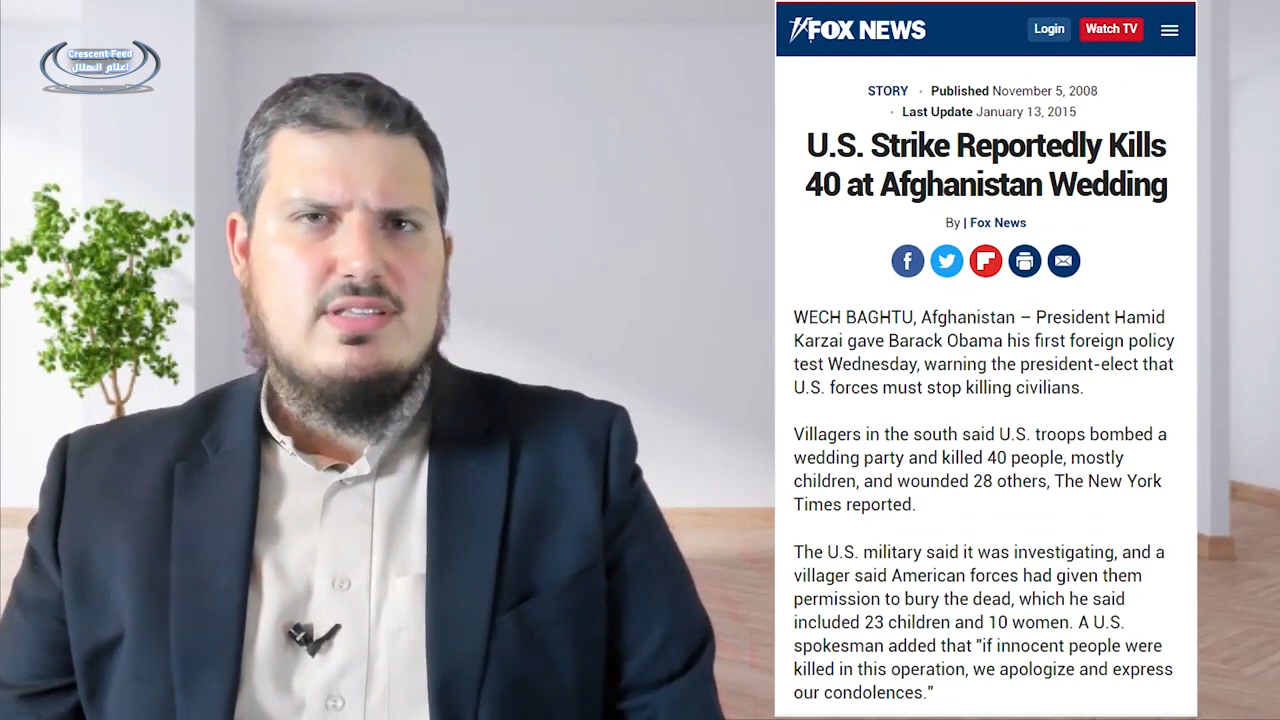 Crescent Feed
اعلام الهلال
FOX NEWS
Login
Watch TV
STORY · Published November 5, 2008
· Last Update January 13, 2015
U.S. Strike Reportedly Kills
40 at Afghanistan Wedding
By | Fox News
WECH BAGHTU, Afghanistan – President Hamid
Karzai gave Barack Obama his first foreign policy
test Wednesday, warning the president-elect that
U.S. forces must stop killing civilians.
Villagers in the south said U.S. troops bombed a
wedding party and killed 40 people, mostly
children, and wounded 28 others, The New York
Times reported.
The U.S. military said it was investigating, and a
villager said American forces had given them
permission to bury the dead, which he said
included 23 children and 10 women. A U.S.
spokesman added that "if innocent people were
killed in this operation, we apologize and express
our condolences."